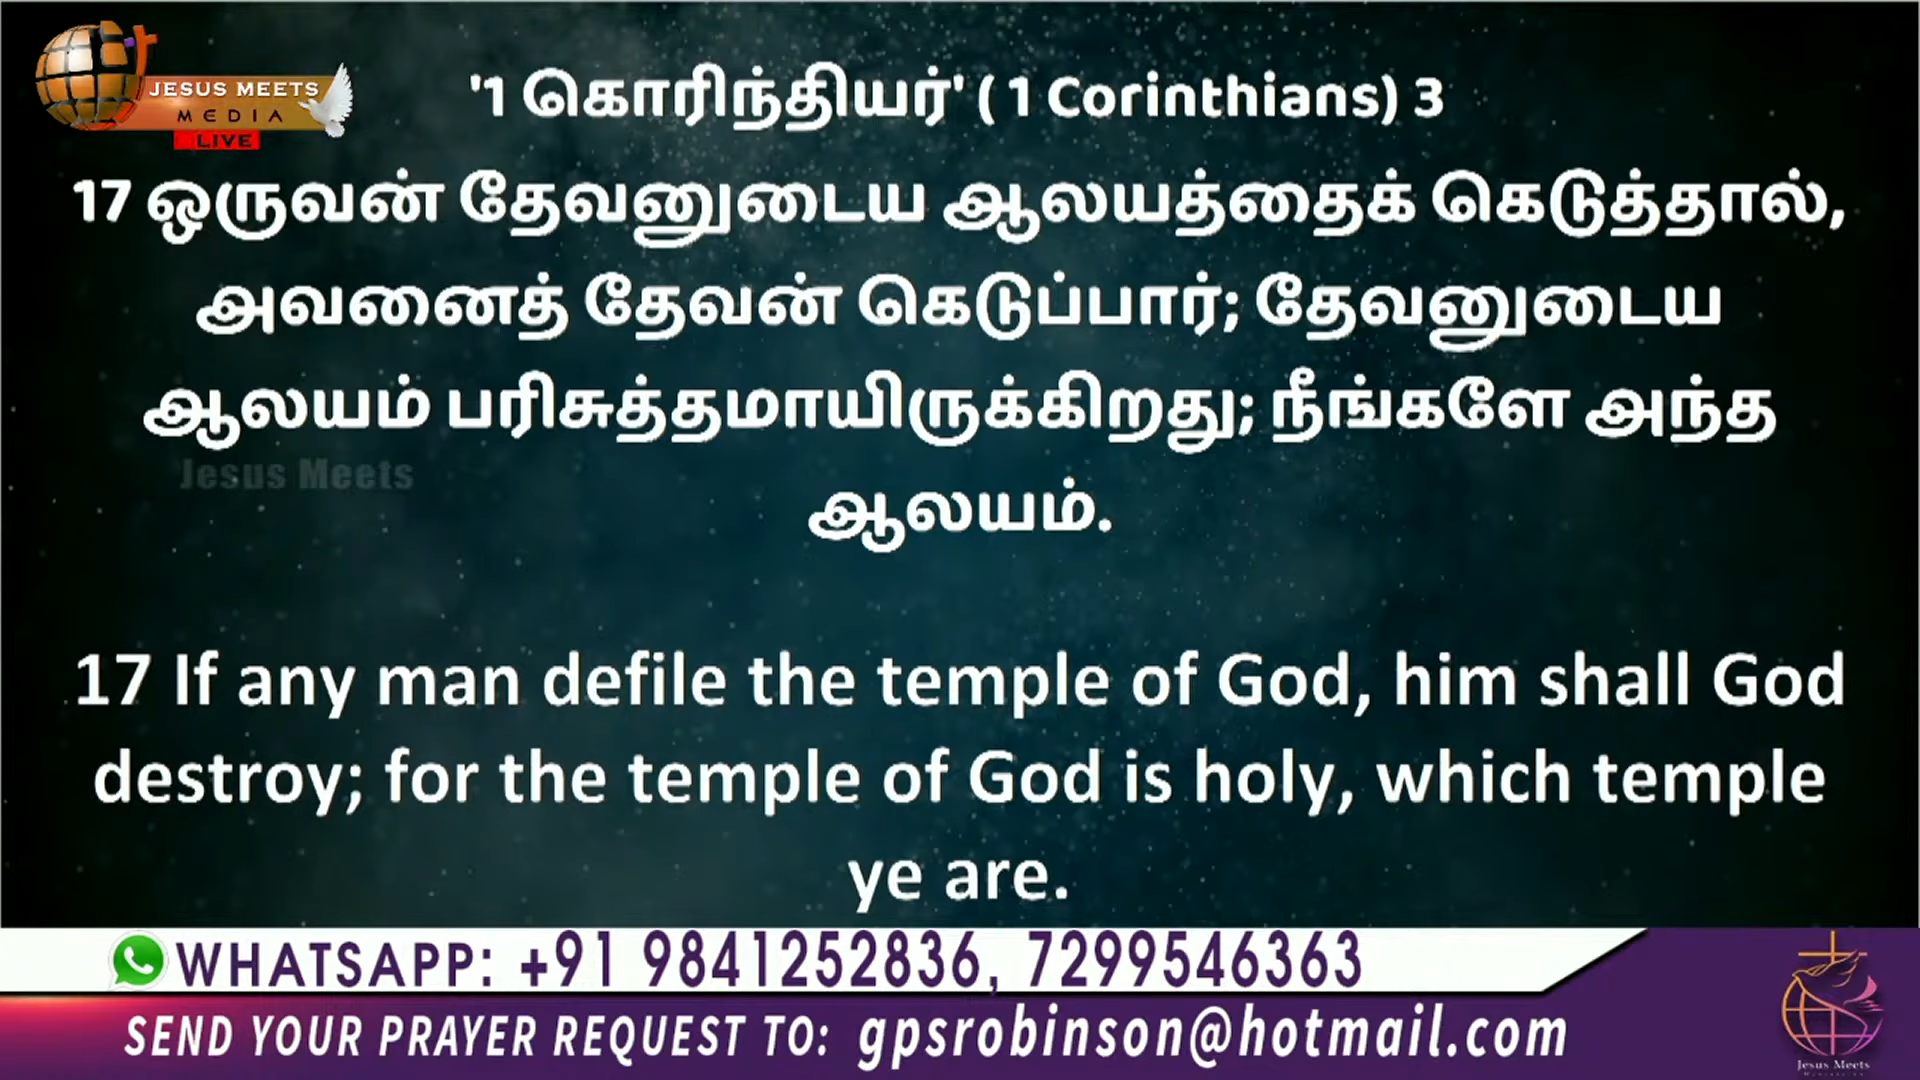 JESUS MEETS
MEDIA
LIVE
'1 கொரிந்தியர்' ( 1 Corinthians) 3
17 ஒருவன் தேவனுடைய ஆலயத்தைக் கெடுத்தால்,
அவனைத் தேவன் கெடுப்பார்; தேவனுடைய
ஆலயம் பரிசுத்தமாயிருக்கிறது; நீங்களே அந்த
ஆலயம்.
Jesus Meets
17 If any man defile the temple of God, him shall God
destroy; for the temple of God is holy, which temple
ye are.
WHATSAPP: +91 9841252836, 7299546363
SEND YOUR PRAYER REQUEST TO: gpsrobinson@hotmail.com
Jesus Meets